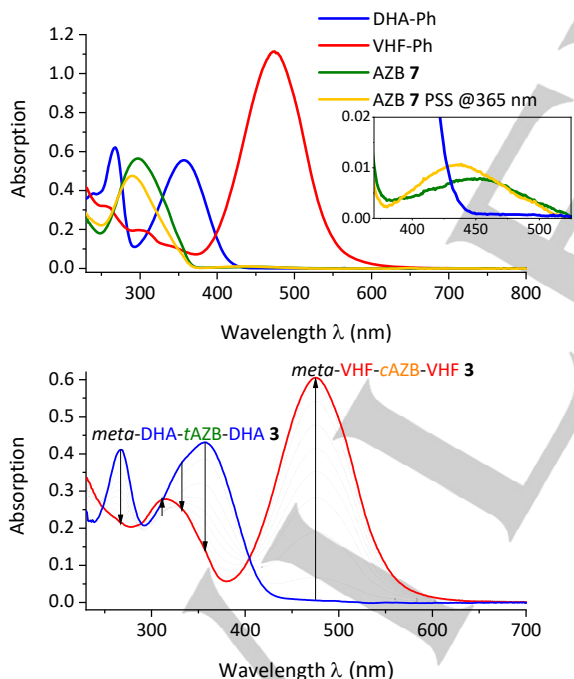 DHA-Ph
VHF-Ph
AZB 7
AZB 7 PSS @365 nm
1.2
1.0
0.8
0.6
0.4
0.2
0.0
Absorption
0.02
0.01
0.00
400 450 500
300 400 500 600 700 800
Wavelength λ (nm)
meta-VHF-cAZB-VHF 3
meta-DHA-tAZB-DHA 3
0.6
0.5
0.4
0.3
0.2
0.1
0.0
Absorption
300 400 500 600 700
Wavelength λ (nm)